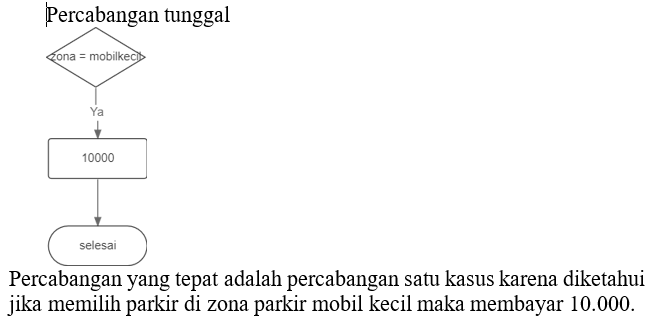 Percabangan tunggal
zona = mobilkecil
Ya
10000
selesai
Percabangan yang tepat adalah percabangan satu kasus karena diketahui
jika memilih parkir di zona parkir mobil kecil maka membayar 10.000.